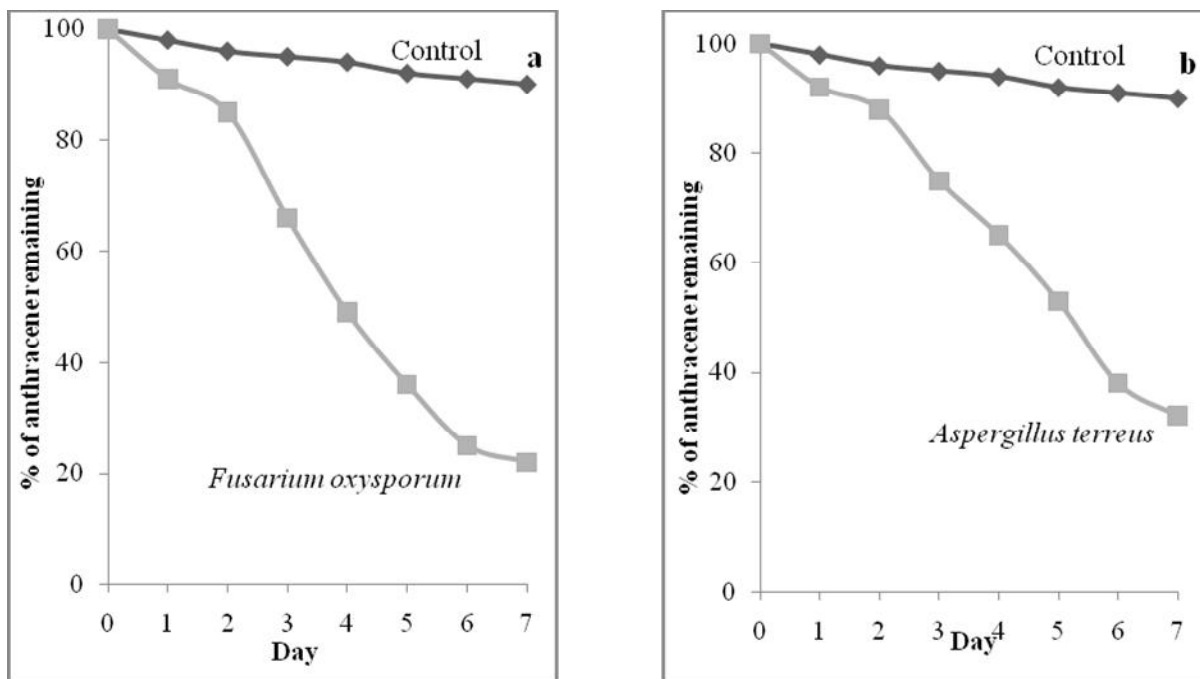 100
80
60
40
20
0
% of anthracene remaining
Control
a
Fusarium oxysporum
0 1 2 3 4 5 6 7
Day
100
80
60
40
20
0
% of anthracene remaining
Control
b
Aspergillus terreus
0 1 2 3 4 5 6 7
Day